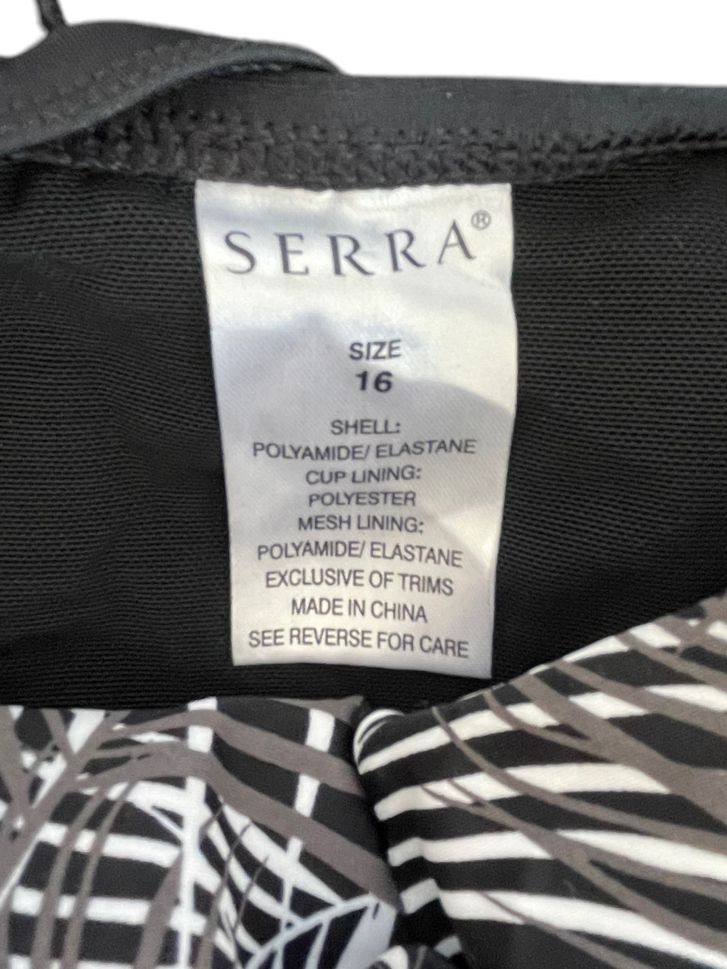 SERRA®
SIZE
16
SHELL:
POLYAMIDE/ ELASTANE
CUP LINING:
POLYESTER
MESH LINING:
POLYAMIDE/ ELASTANE
EXCLUSIVE OF TRIMS
MADE IN CHINA
SEE REVERSE FOR CARE